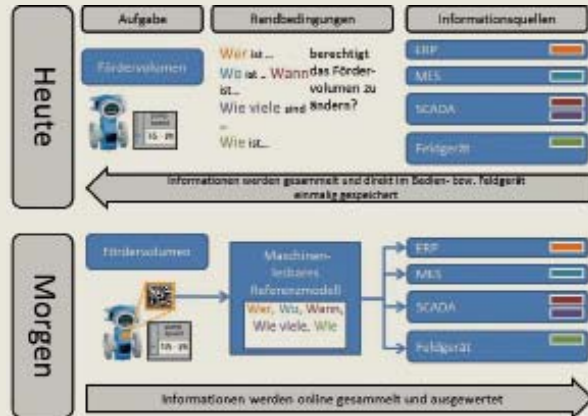 Heute
Aufgabe
Randbedingungen
Informationsquellen
Fördervolumen
Wer ist ...
Wo ist .. Wann
ist...
Wie viele sind
...
Wie ist...
berechtigt
das Förder-
volumen zu
ändern?
ERP
MES
SCADA
Feldgerät
Informationen werden gesammelt und direkt im Bedien- bzw. Feldgerät
einmalig gespeichert
Morgen
Fördervolumen
Maschinen-
lesbares
Referenzmodell
Wer, Wo, Wann,
Wie viele, Wie
ERP
MES
SCADA
Feldgerät
Informationen werden online gesammelt und ausgewertet